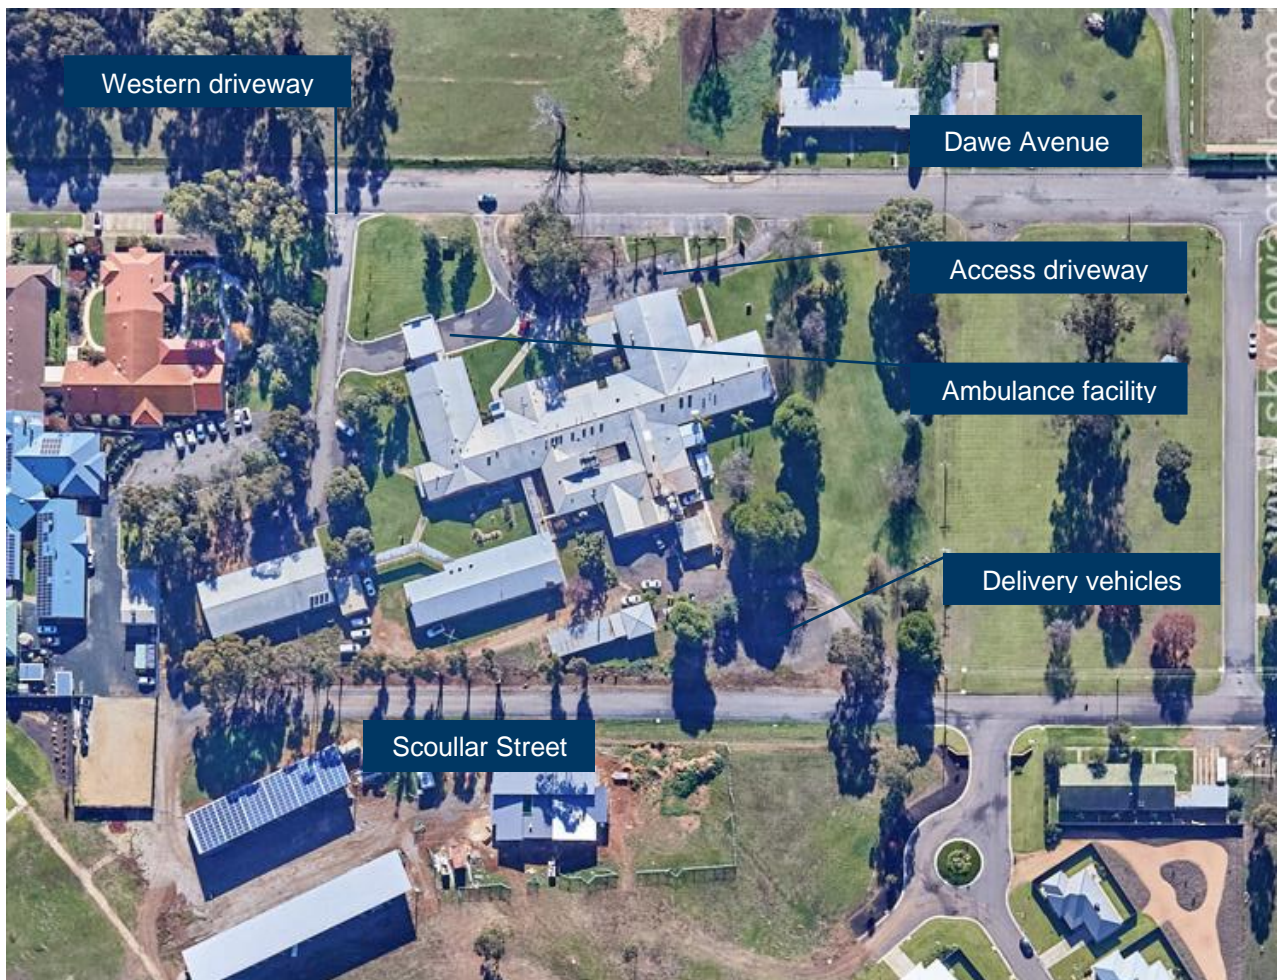 Western driveway
Dawe Avenue
Access driveway
Ambulance facility
Delivery vehicles
Scoullar Street